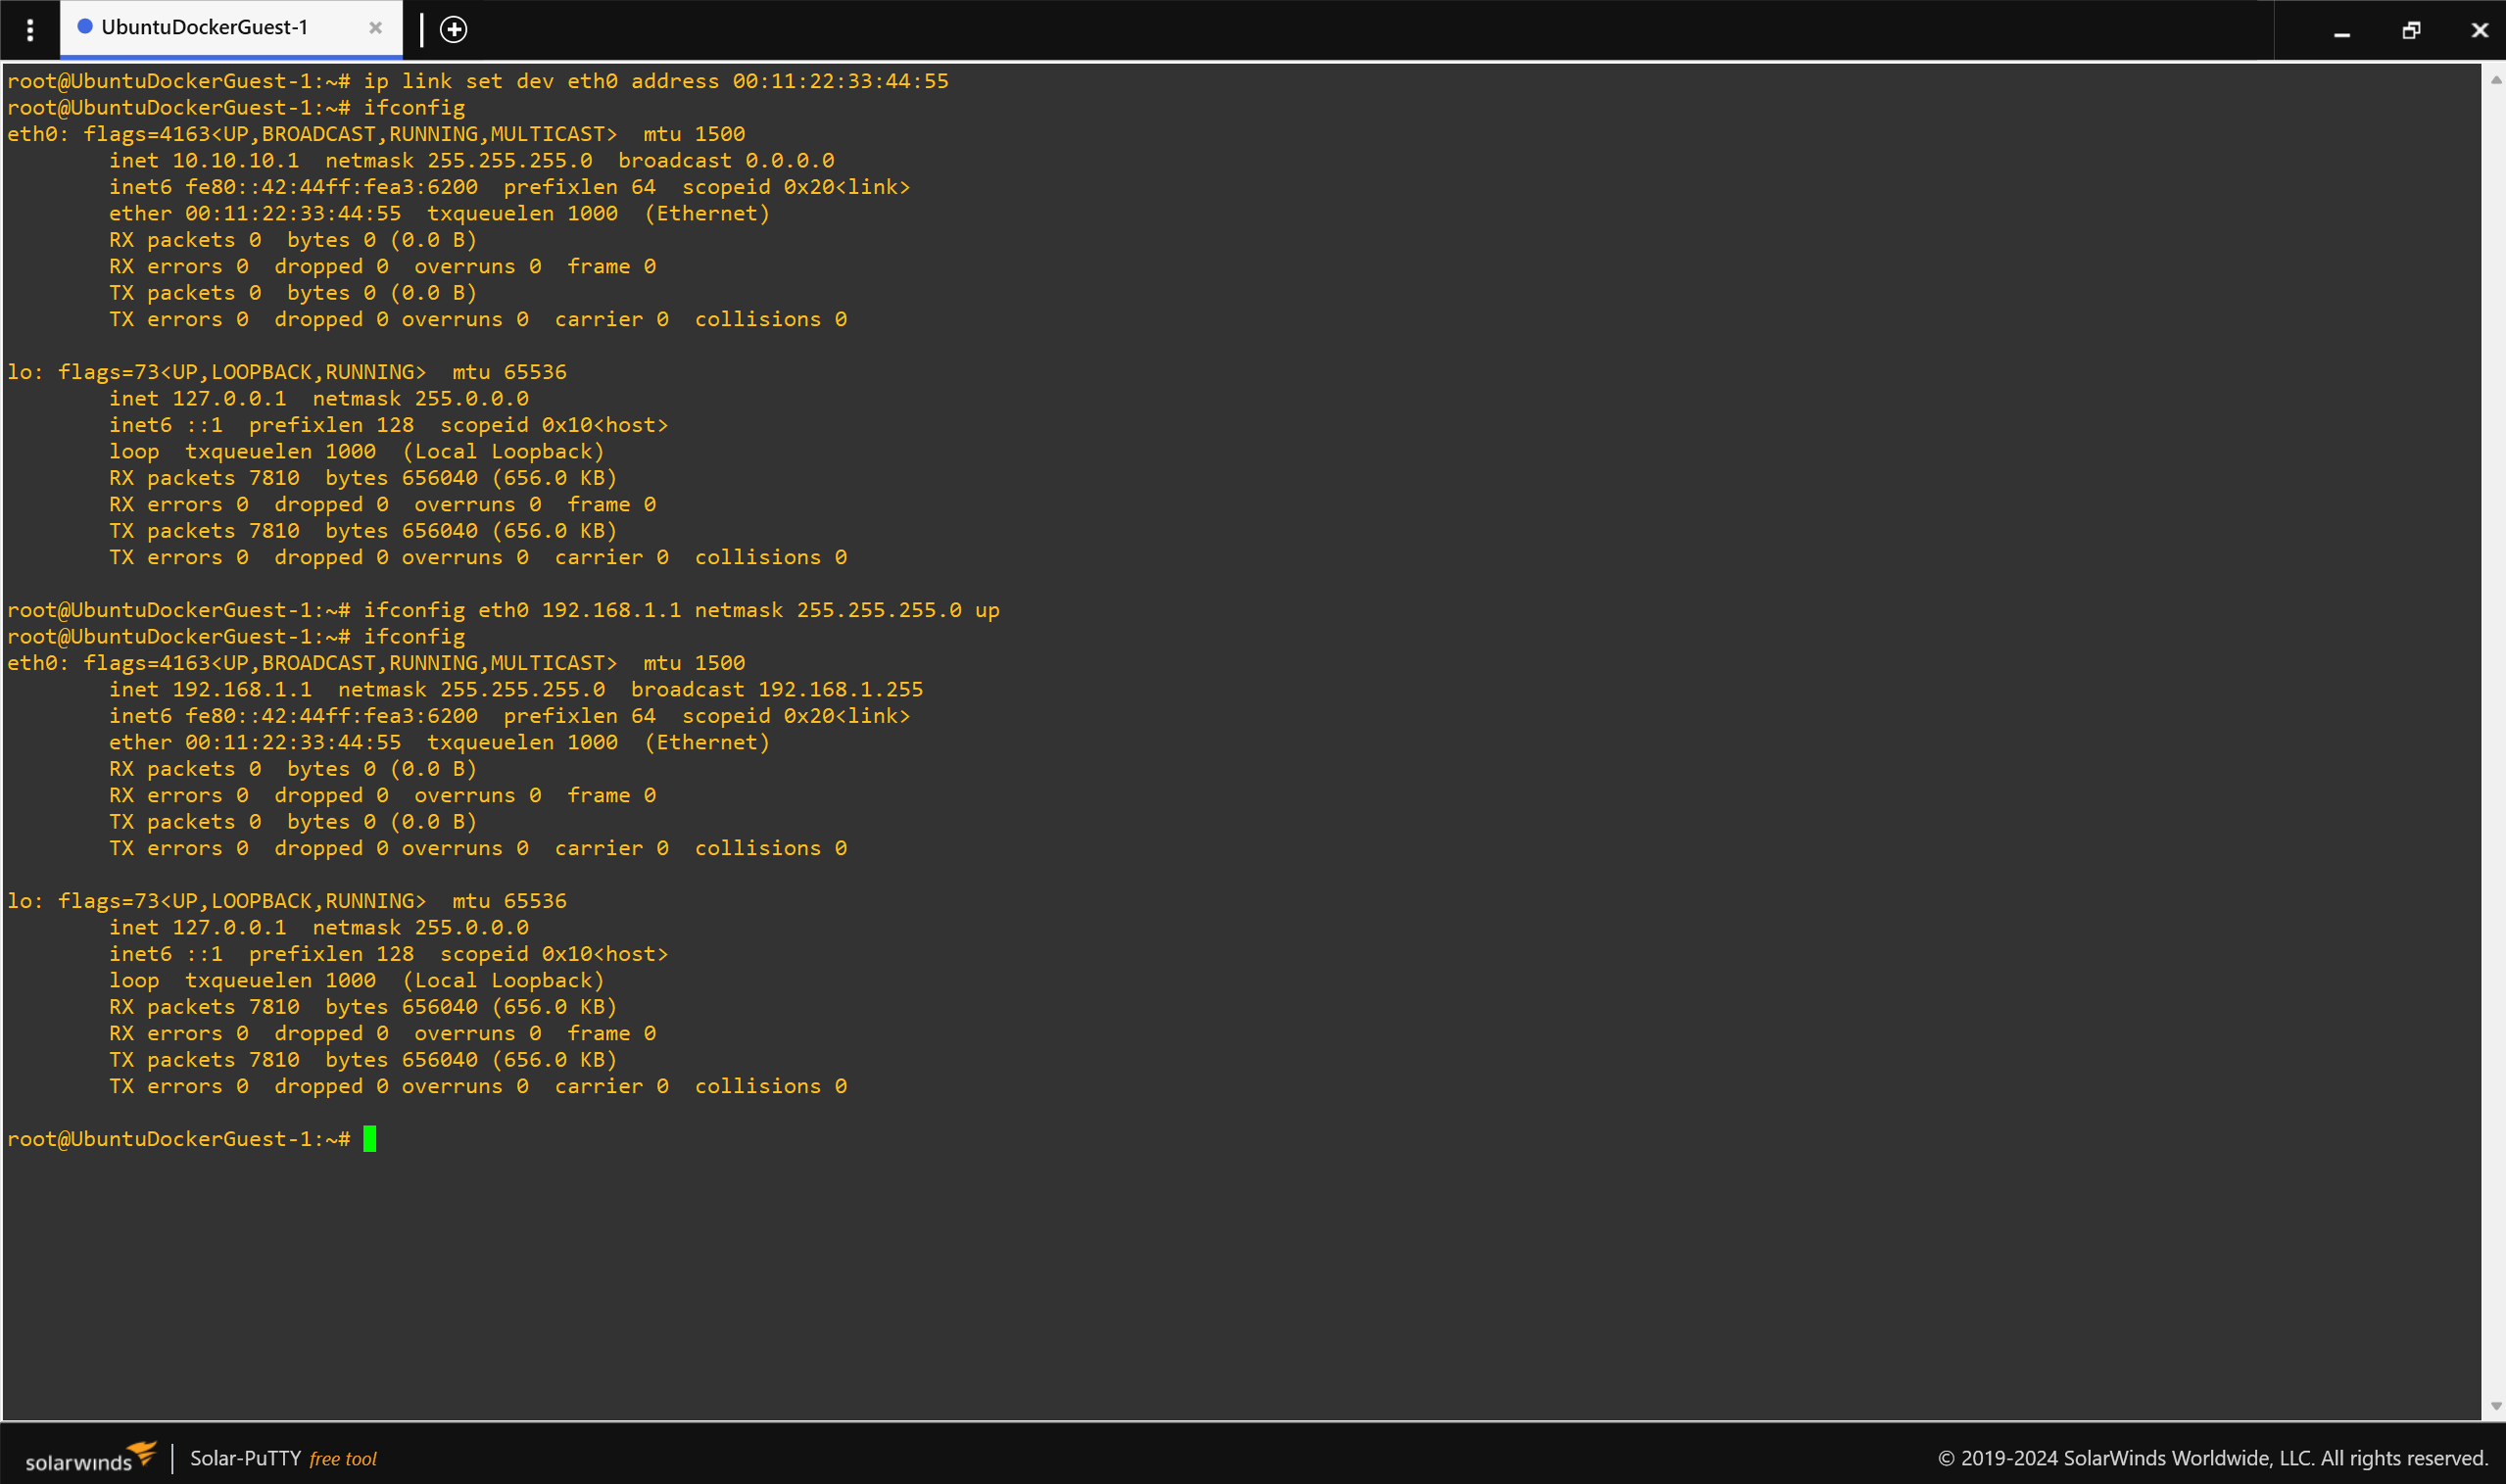 UbuntuDockerGuest-1
root@UbuntuDockerGuest-1:~# ip link set dev eth0 address 00:11:22:33:44:55
root@UbuntuDockerGuest-1:~# ifconfig
eth0: flags=4163<UP,BROADCAST,RUNNING,MULTICAST>  mtu 1500
        inet 10.10.10.1  netmask 255.255.255.0  broadcast 0.0.0.0
        inet6 fe80::42:44ff:fea3:6200  prefixlen 64  scopeid 0x20<link>
        ether 00:11:22:33:44:55  txqueuelen 1000  (Ethernet)
        RX packets 0  bytes 0 (0.0 B)
        RX errors 0  dropped 0  overruns 0  frame 0
        TX packets 0  bytes 0 (0.0 B)
        TX errors 0  dropped 0 overruns 0  carrier 0  collisions 0

lo: flags=73<UP,LOOPBACK,RUNNING>  mtu 65536
        inet 127.0.0.1  netmask 255.0.0.0
        inet6 ::1  prefixlen 128  scopeid 0x10<host>
        loop  txqueuelen 1000  (Local Loopback)
        RX packets 7810  bytes 656040 (656.0 KB)
        RX errors 0  dropped 0  overruns 0  frame 0
        TX packets 7810  bytes 656040 (656.0 KB)
        TX errors 0  dropped 0 overruns 0  carrier 0  collisions 0

root@UbuntuDockerGuest-1:~# ifconfig eth0 192.168.1.1 netmask 255.255.255.0 up
root@UbuntuDockerGuest-1:~# ifconfig
eth0: flags=4163<UP,BROADCAST,RUNNING,MULTICAST>  mtu 1500
        inet 192.168.1.1  netmask 255.255.255.0  broadcast 192.168.1.255
        inet6 fe80::42:44ff:fea3:6200  prefixlen 64  scopeid 0x20<link>
        ether 00:11:22:33:44:55  txqueuelen 1000  (Ethernet)
        RX packets 0  bytes 0 (0.0 B)
        RX errors 0  dropped 0  overruns 0  frame 0
        TX packets 0  bytes 0 (0.0 B)
        TX errors 0  dropped 0 overruns 0  carrier 0  collisions 0

lo: flags=73<UP,LOOPBACK,RUNNING>  mtu 65536
        inet 127.0.0.1  netmask 255.0.0.0
        inet6 ::1  prefixlen 128  scopeid 0x10<host>
        loop  txqueuelen 1000  (Local Loopback)
        RX packets 7810  bytes 656040 (656.0 KB)
        RX errors 0  dropped 0  overruns 0  frame 0
        TX packets 7810  bytes 656040 (656.0 KB)
        TX errors 0  dropped 0 overruns 0  carrier 0  collisions 0

root@UbuntuDockerGuest-1:~#
solarwinds | Solar-PuTTY free tool
© 2019-2024 SolarWinds Worldwide, LLC. All rights reserved.